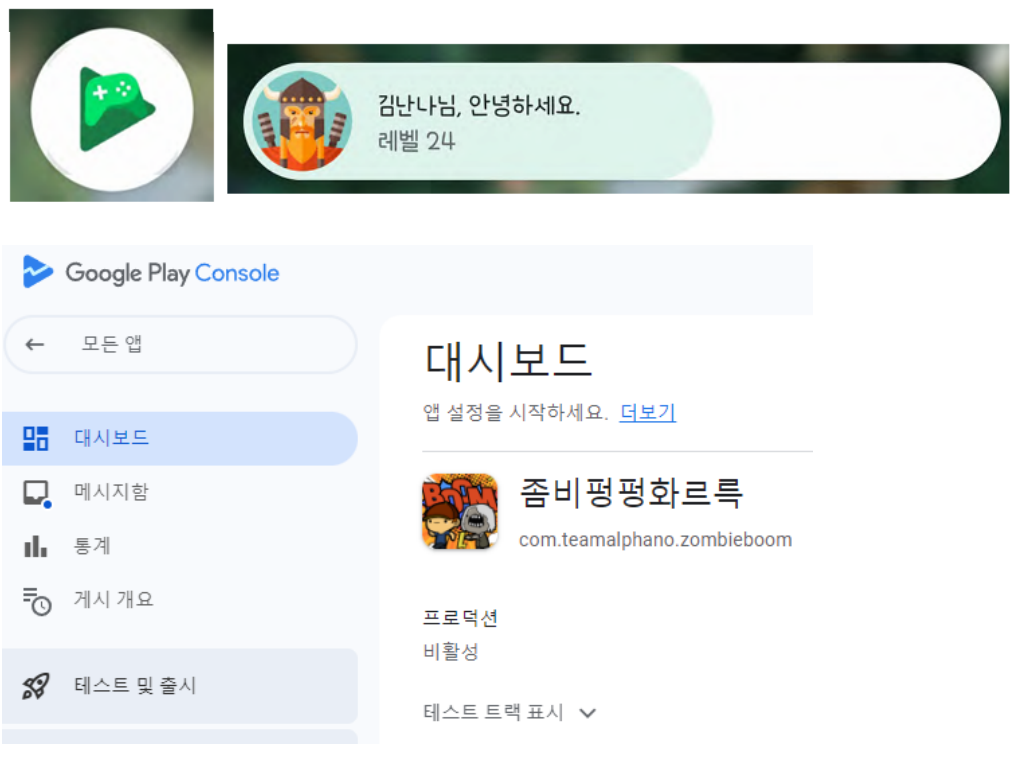 김난나님, 안녕하세요.
레벨 24
Google Play Console
모든 앱
대시보드
메시지함
통계
게시 개요
테스트 및 출시
대시보드
앱 설정을 시작하세요. 더보기
BOOM
좀비펑펑화르륵
com.teamalphano.zombieboom
프로덕션
비활성
테스트 트랙 표시